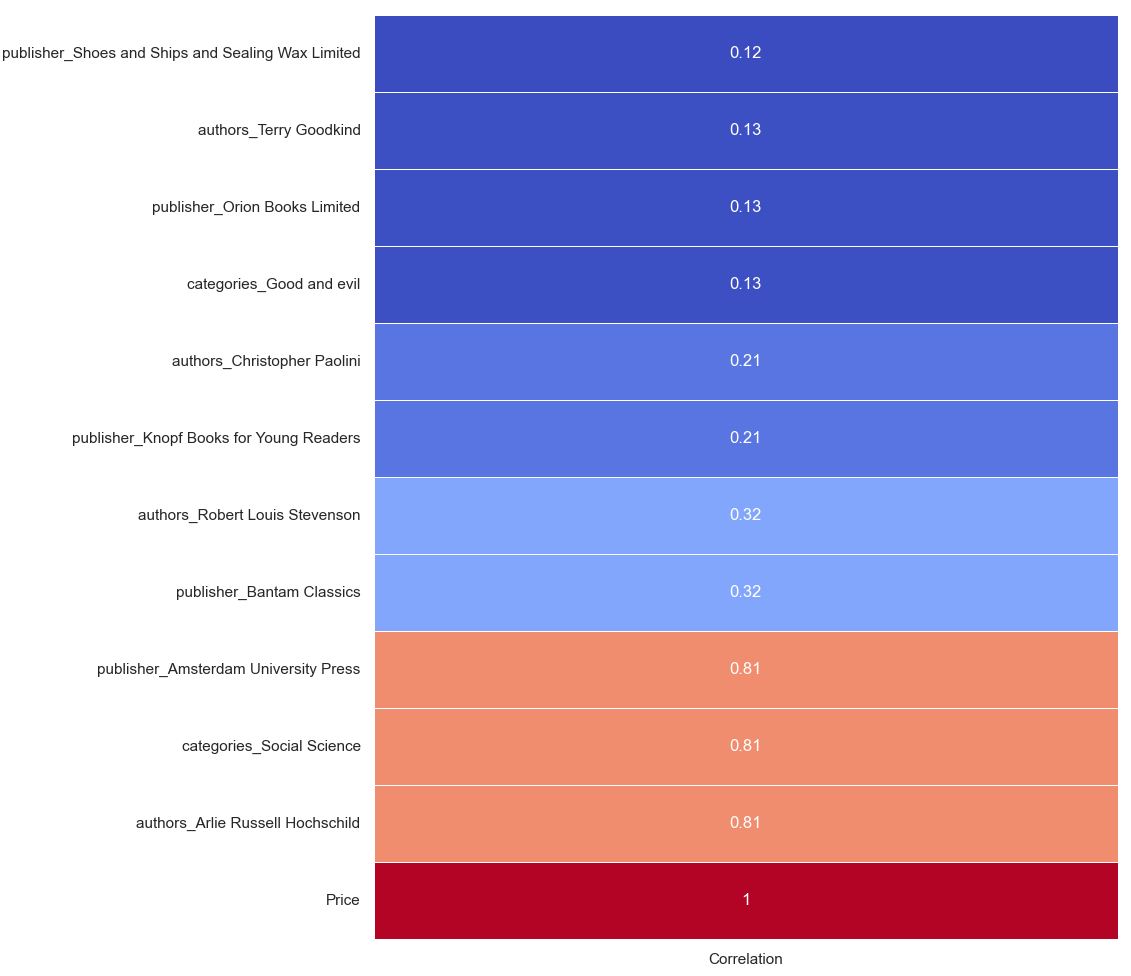 publisher_Shoes and Ships and Sealing Wax Limited 0.12
authors_Terry Goodkind 0.13
publisher_Orion Books Limited 0.13
categories_Good and evil 0.13
authors_Christopher Paolini 0.21
publisher_Knopf Books for Young Readers 0.21
authors_Robert Louis Stevenson 0.32
publisher_Bantam Classics 0.32
publisher_Amsterdam University Press 0.81
categories_Social Science 0.81
authors_Arlie Russell Hochschild 0.81
Price 1
Correlation